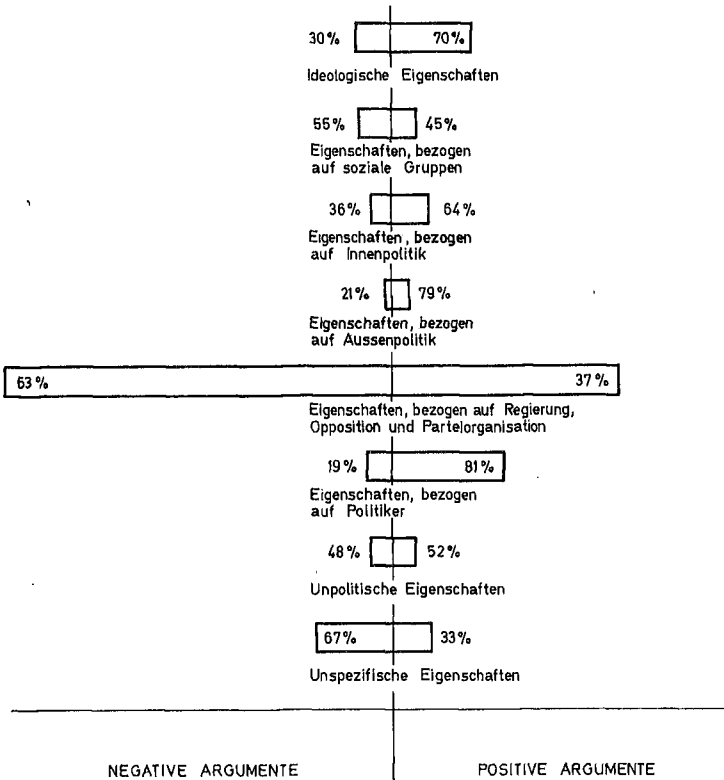 30% 70%
Ideologische Eigenschaften
55% 45%
Eigenschaften, bezogen
auf soziale Gruppen
36% 64%
Eigenschaften, bezogen
auf Innenpolitik
21% 79%
Eigenschaften, bezogen
auf Aussenpolitik
63% 37%
Eigenschaften, bezogen auf Regierung,
Opposition und Parteiorganisation
19% 81%
Eigenschaften, bezogen
auf Politiker
48% 52%
Unpolitische Eigenschaften
67% 33%
Unspezifische Eigenschaften
NEGATIVE ARGUMENTE POSITIVE ARGUMENTE